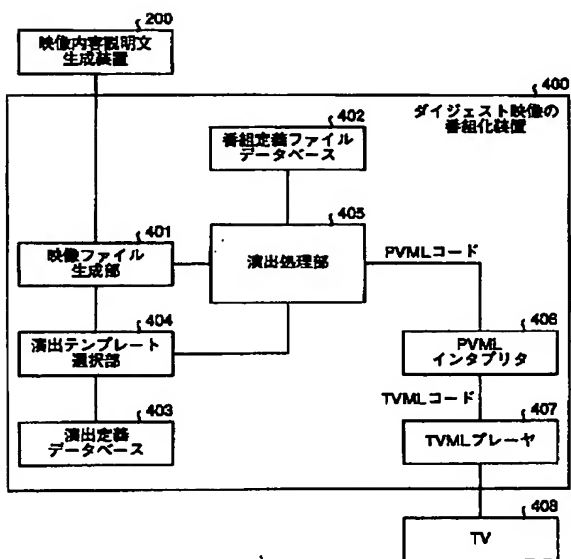 200
映像内容説明文
生成装置
400
ダイジェスト映像の
番組化装置
402
番組定義ファイル
データベース
401
映像ファイル
生成部
405
演出処理部
PVMLコード
404
演出テンプレート
選択部
406
PVML
インタプリタ
403
演出定義
データベース
TVMLコード
407
TVMLプレーヤ
408
TV